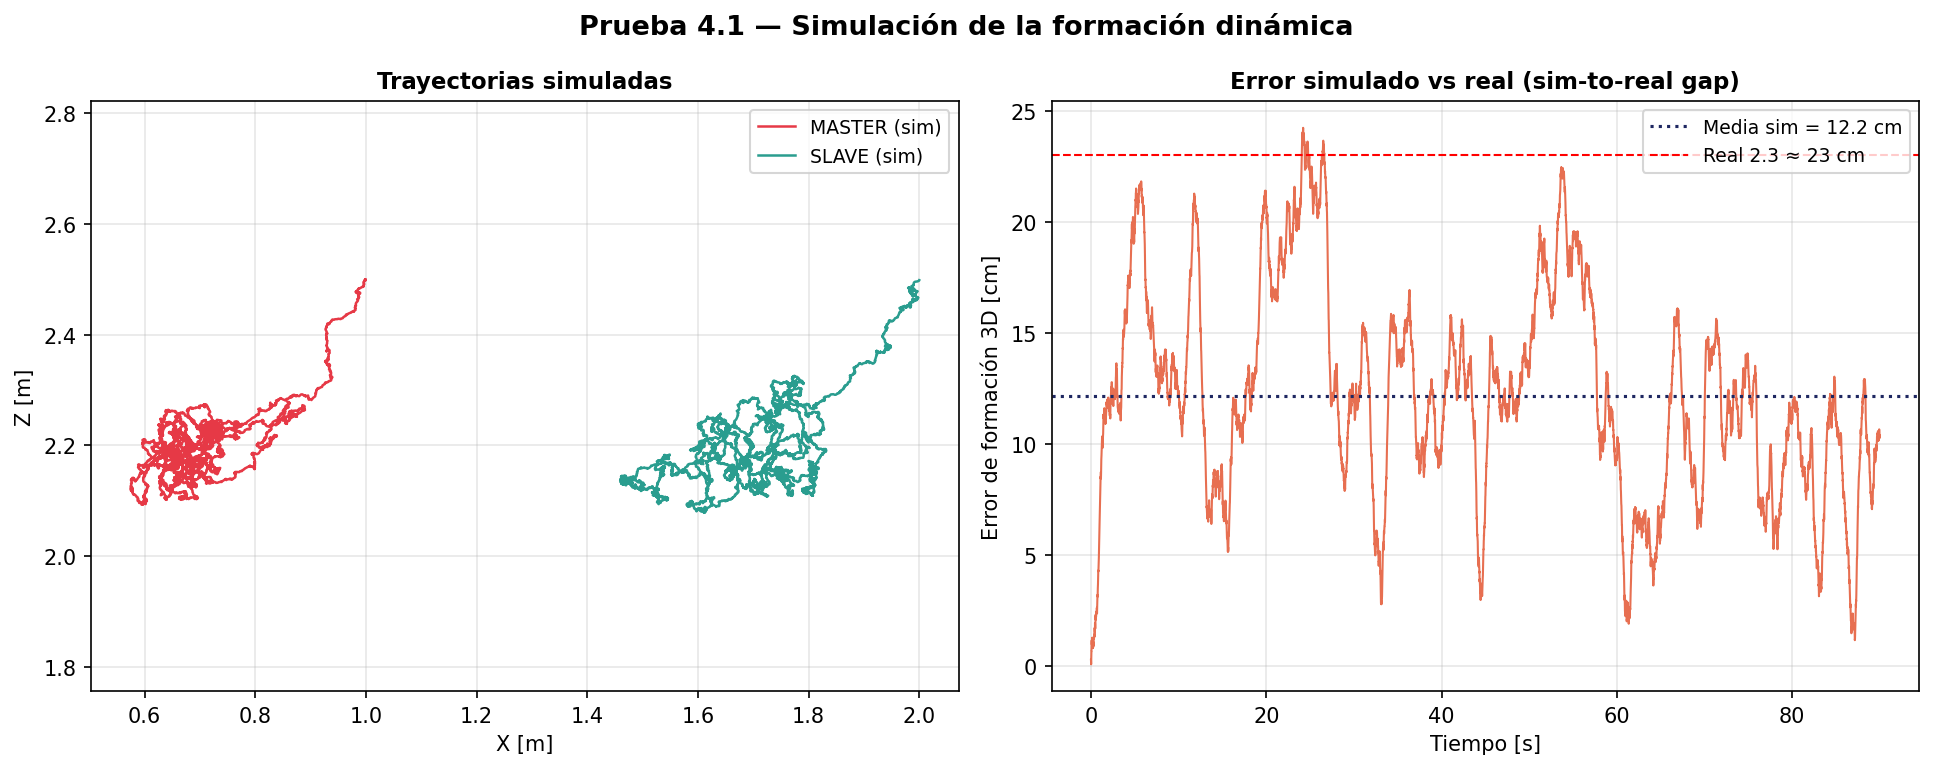 Prueba 4.1 — Simulación de la formación dinámica
Trayectorias simuladas
MASTER (sim)
SLAVE (sim)
Z [m]
2.8
2.6
2.4
2.2
2.0
1.8
0.6 0.8 1.0 1.2 1.4 1.6 1.8 2.0
X [m]
Error simulado vs real (sim-to-real gap)
Media sim = 12.2 cm
Real 2.3 ≈ 23 cm
Error de formación 3D [cm]
25
20
15
10
5
0
0 20 40 60 80
Tiempo [s]